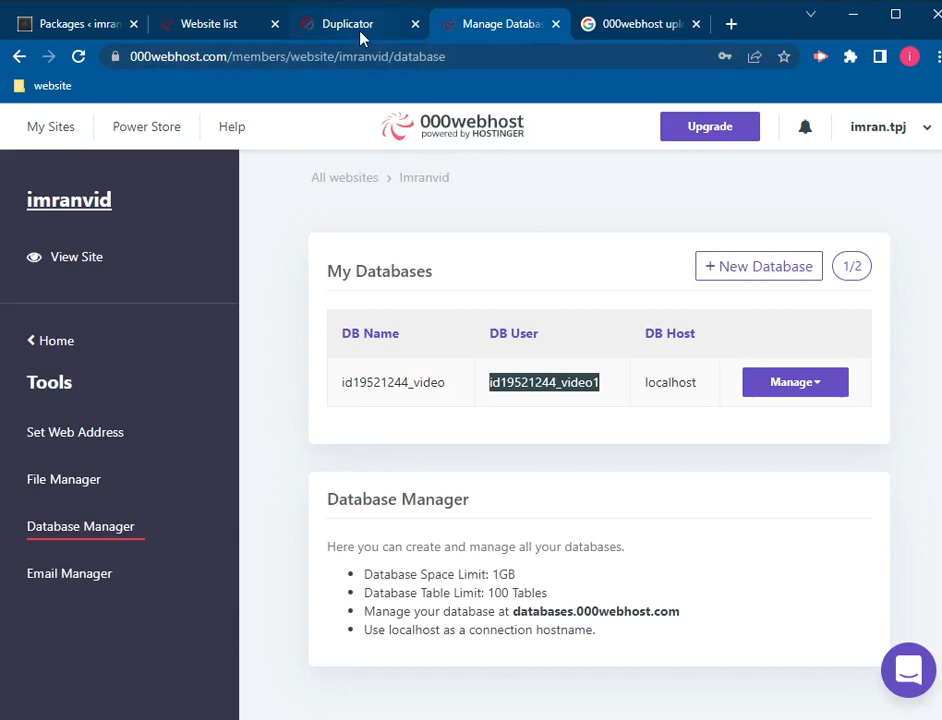 Packages ‹ imran
Website list
Duplicator
Manage Databas
000webhost upl
000webhost.com/members/website/imranvid/database
i
website
My Sites
Power Store
Help
000webhost
powered by HOSTINGER
Upgrade
imran.tpj
imranvid
View Site
Home
Tools
Set Web Address
File Manager
Database Manager
Email Manager
All websites › Imranvid
My Databases
+ New Database
1/2
DB Name
DB User
DB Host
id19521244_video
id19521244_video1
localhost
Manage
Database Manager
Here you can create and manage all your databases.
• Database Space Limit: 1GB
• Database Table Limit: 100 Tables
• Manage your database at databases.000webhost.com
• Use localhost as a connection hostname.